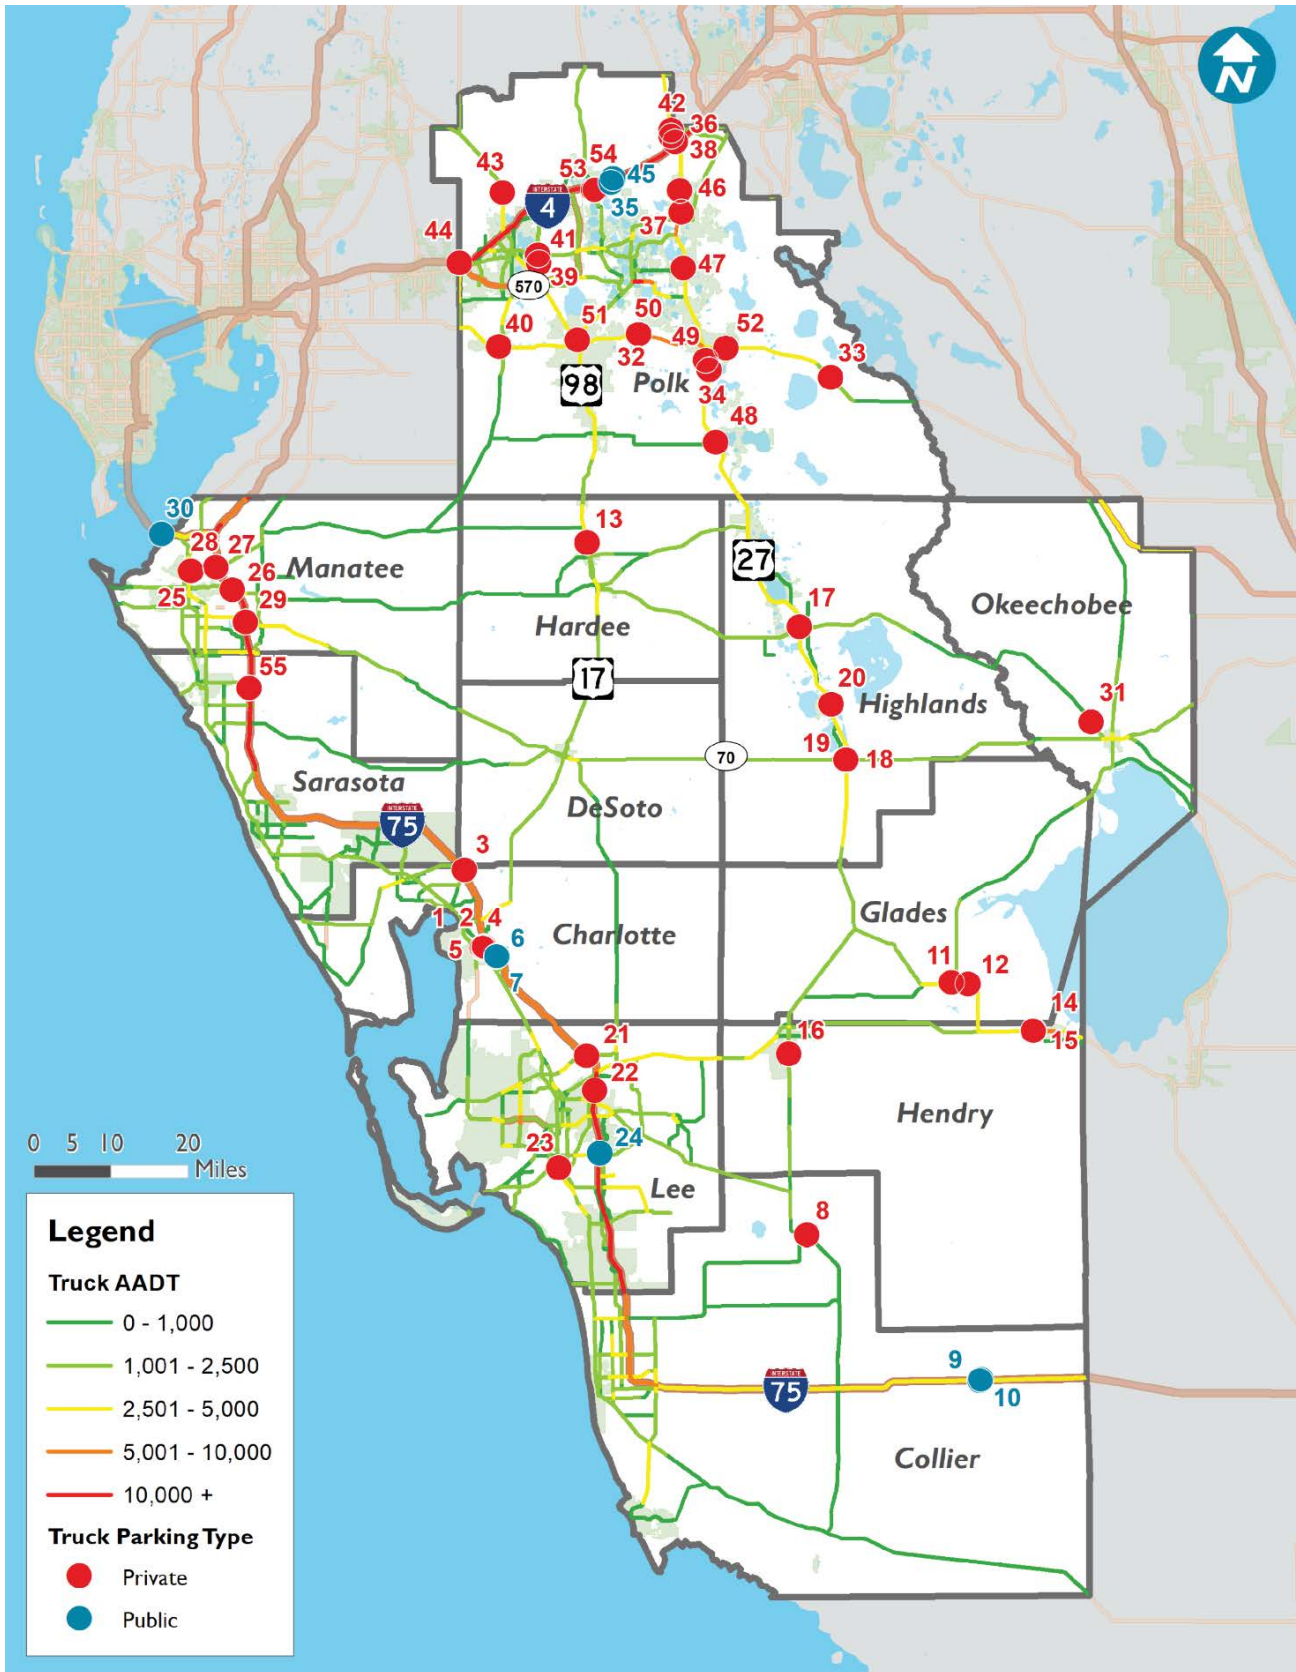 N
42
36
38
54
53
45
43
46
35
INTERSTATE
4
37
44
41
39
47
570
50
51
52
49
40
32
33
98
Polk
34
48
30
13
28
27
Manatee
26
27
25
29
17
Okeechobee
Hardee
55
17
20
Highlands
31
19
18
70
Sarasota
DeSoto
INTERSTATE
75
3
Glades
1
2
4
6
Charlotte
5
7
11
12
14
21
16
15
22
Hendry
0 5 10 20
Miles
23
24
Lee
8
Legend
Truck AADT
0 - 1,000
1,001 - 2,500
2,501 - 5,000
5,001 - 10,000
10,000 +
Truck Parking Type
Private
Public
9
INTERSTATE
75
10
Collier